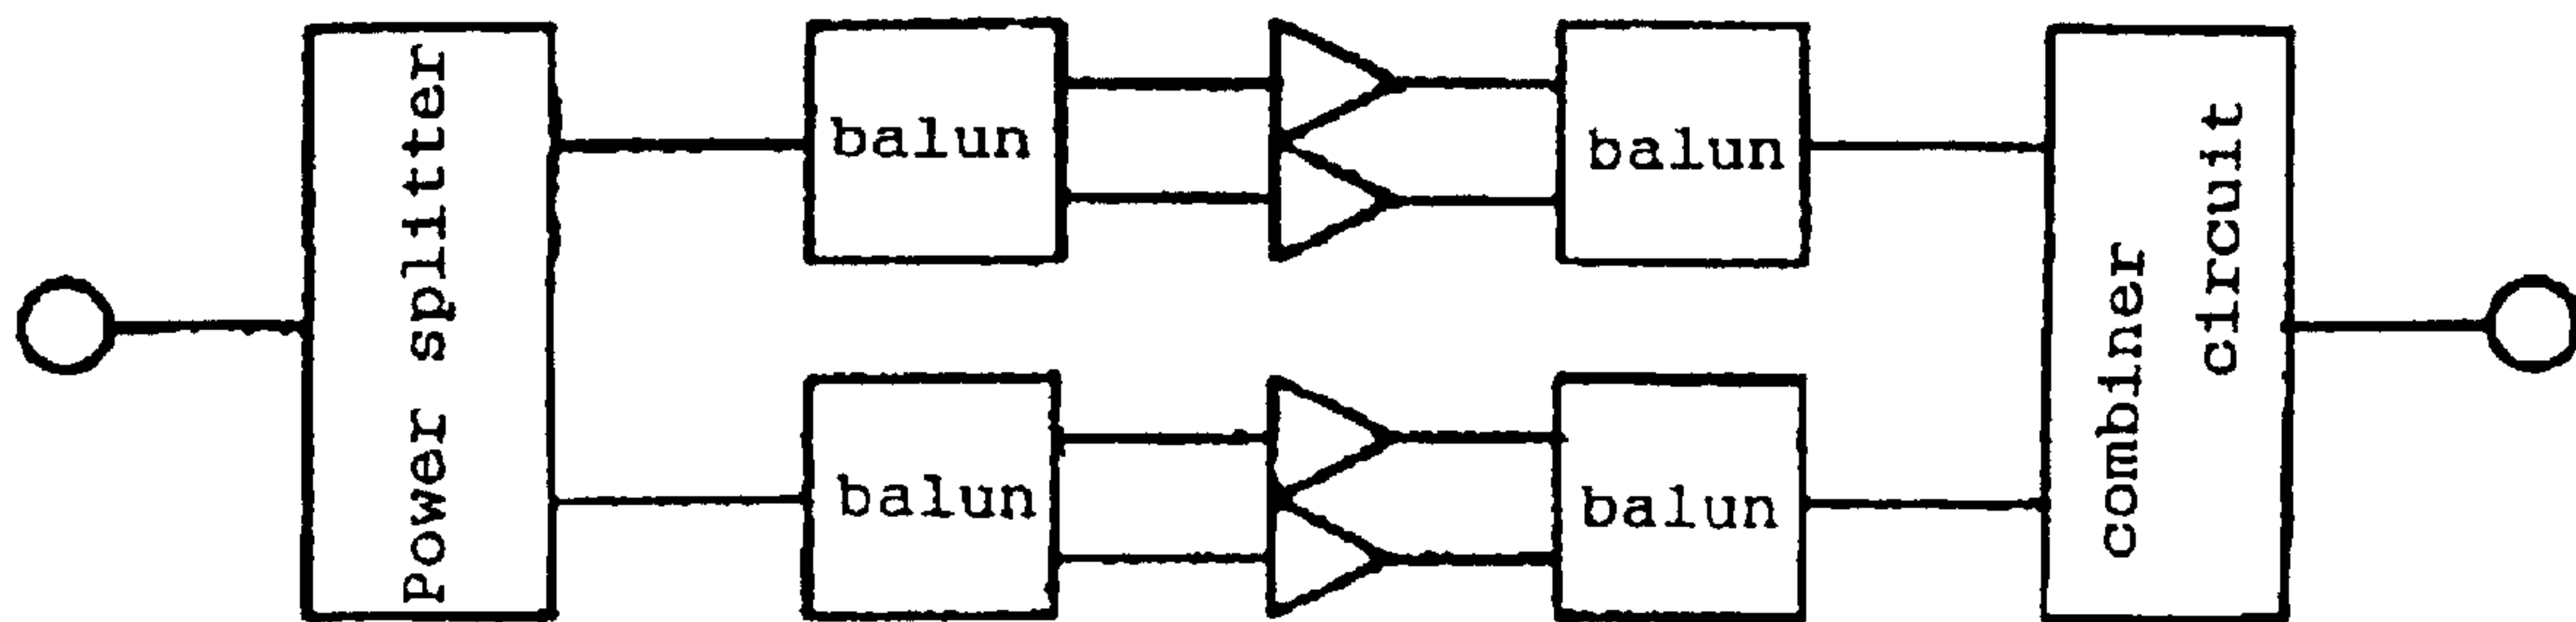 Power splitter
balun
balun
balun
balun
combiner
circuit